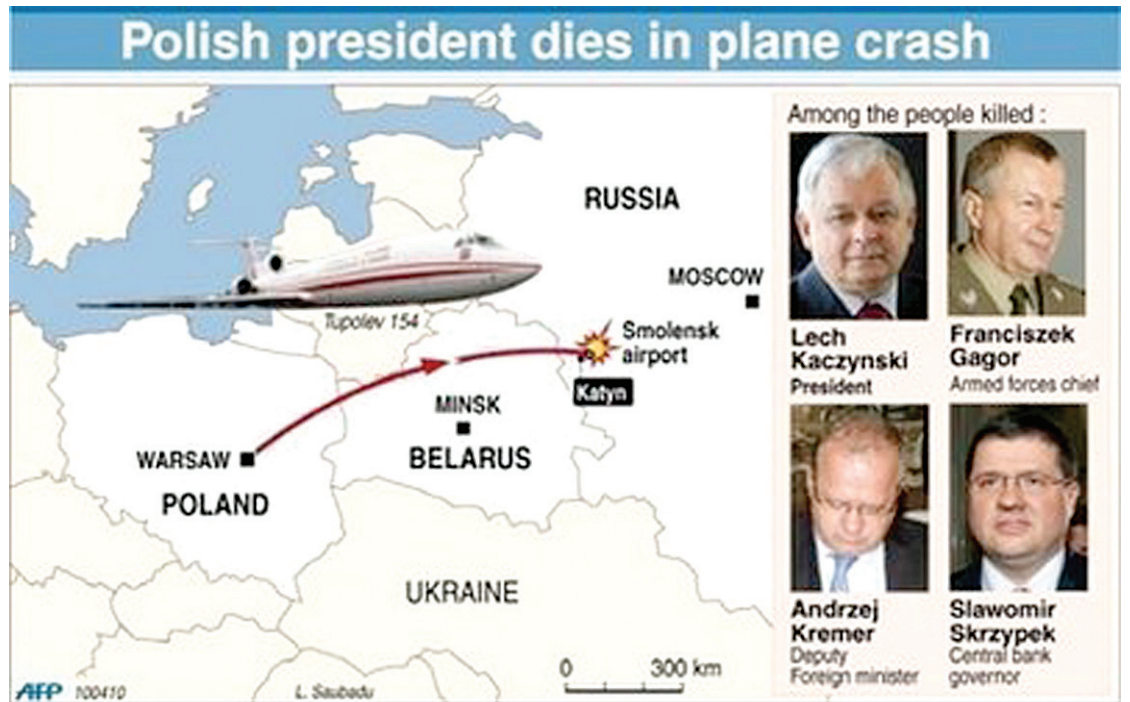 Polish president dies in plane crash
Among the people killed :
RUSSIA
MOSCOW
Tupolev 154
Smolensk
airport
Katyn
MINSK
BELARUS
WARSAW
POLAND
UKRAINE
0 300 km
Lech
Kaczynski
President
Franciszek
Gagor
Armed forces chief
Andrzej
Kremer
Deputy
Foreign minister
Slawomir
Skrzypek
Central bank
governor
AFP 100410
L. Saubadu